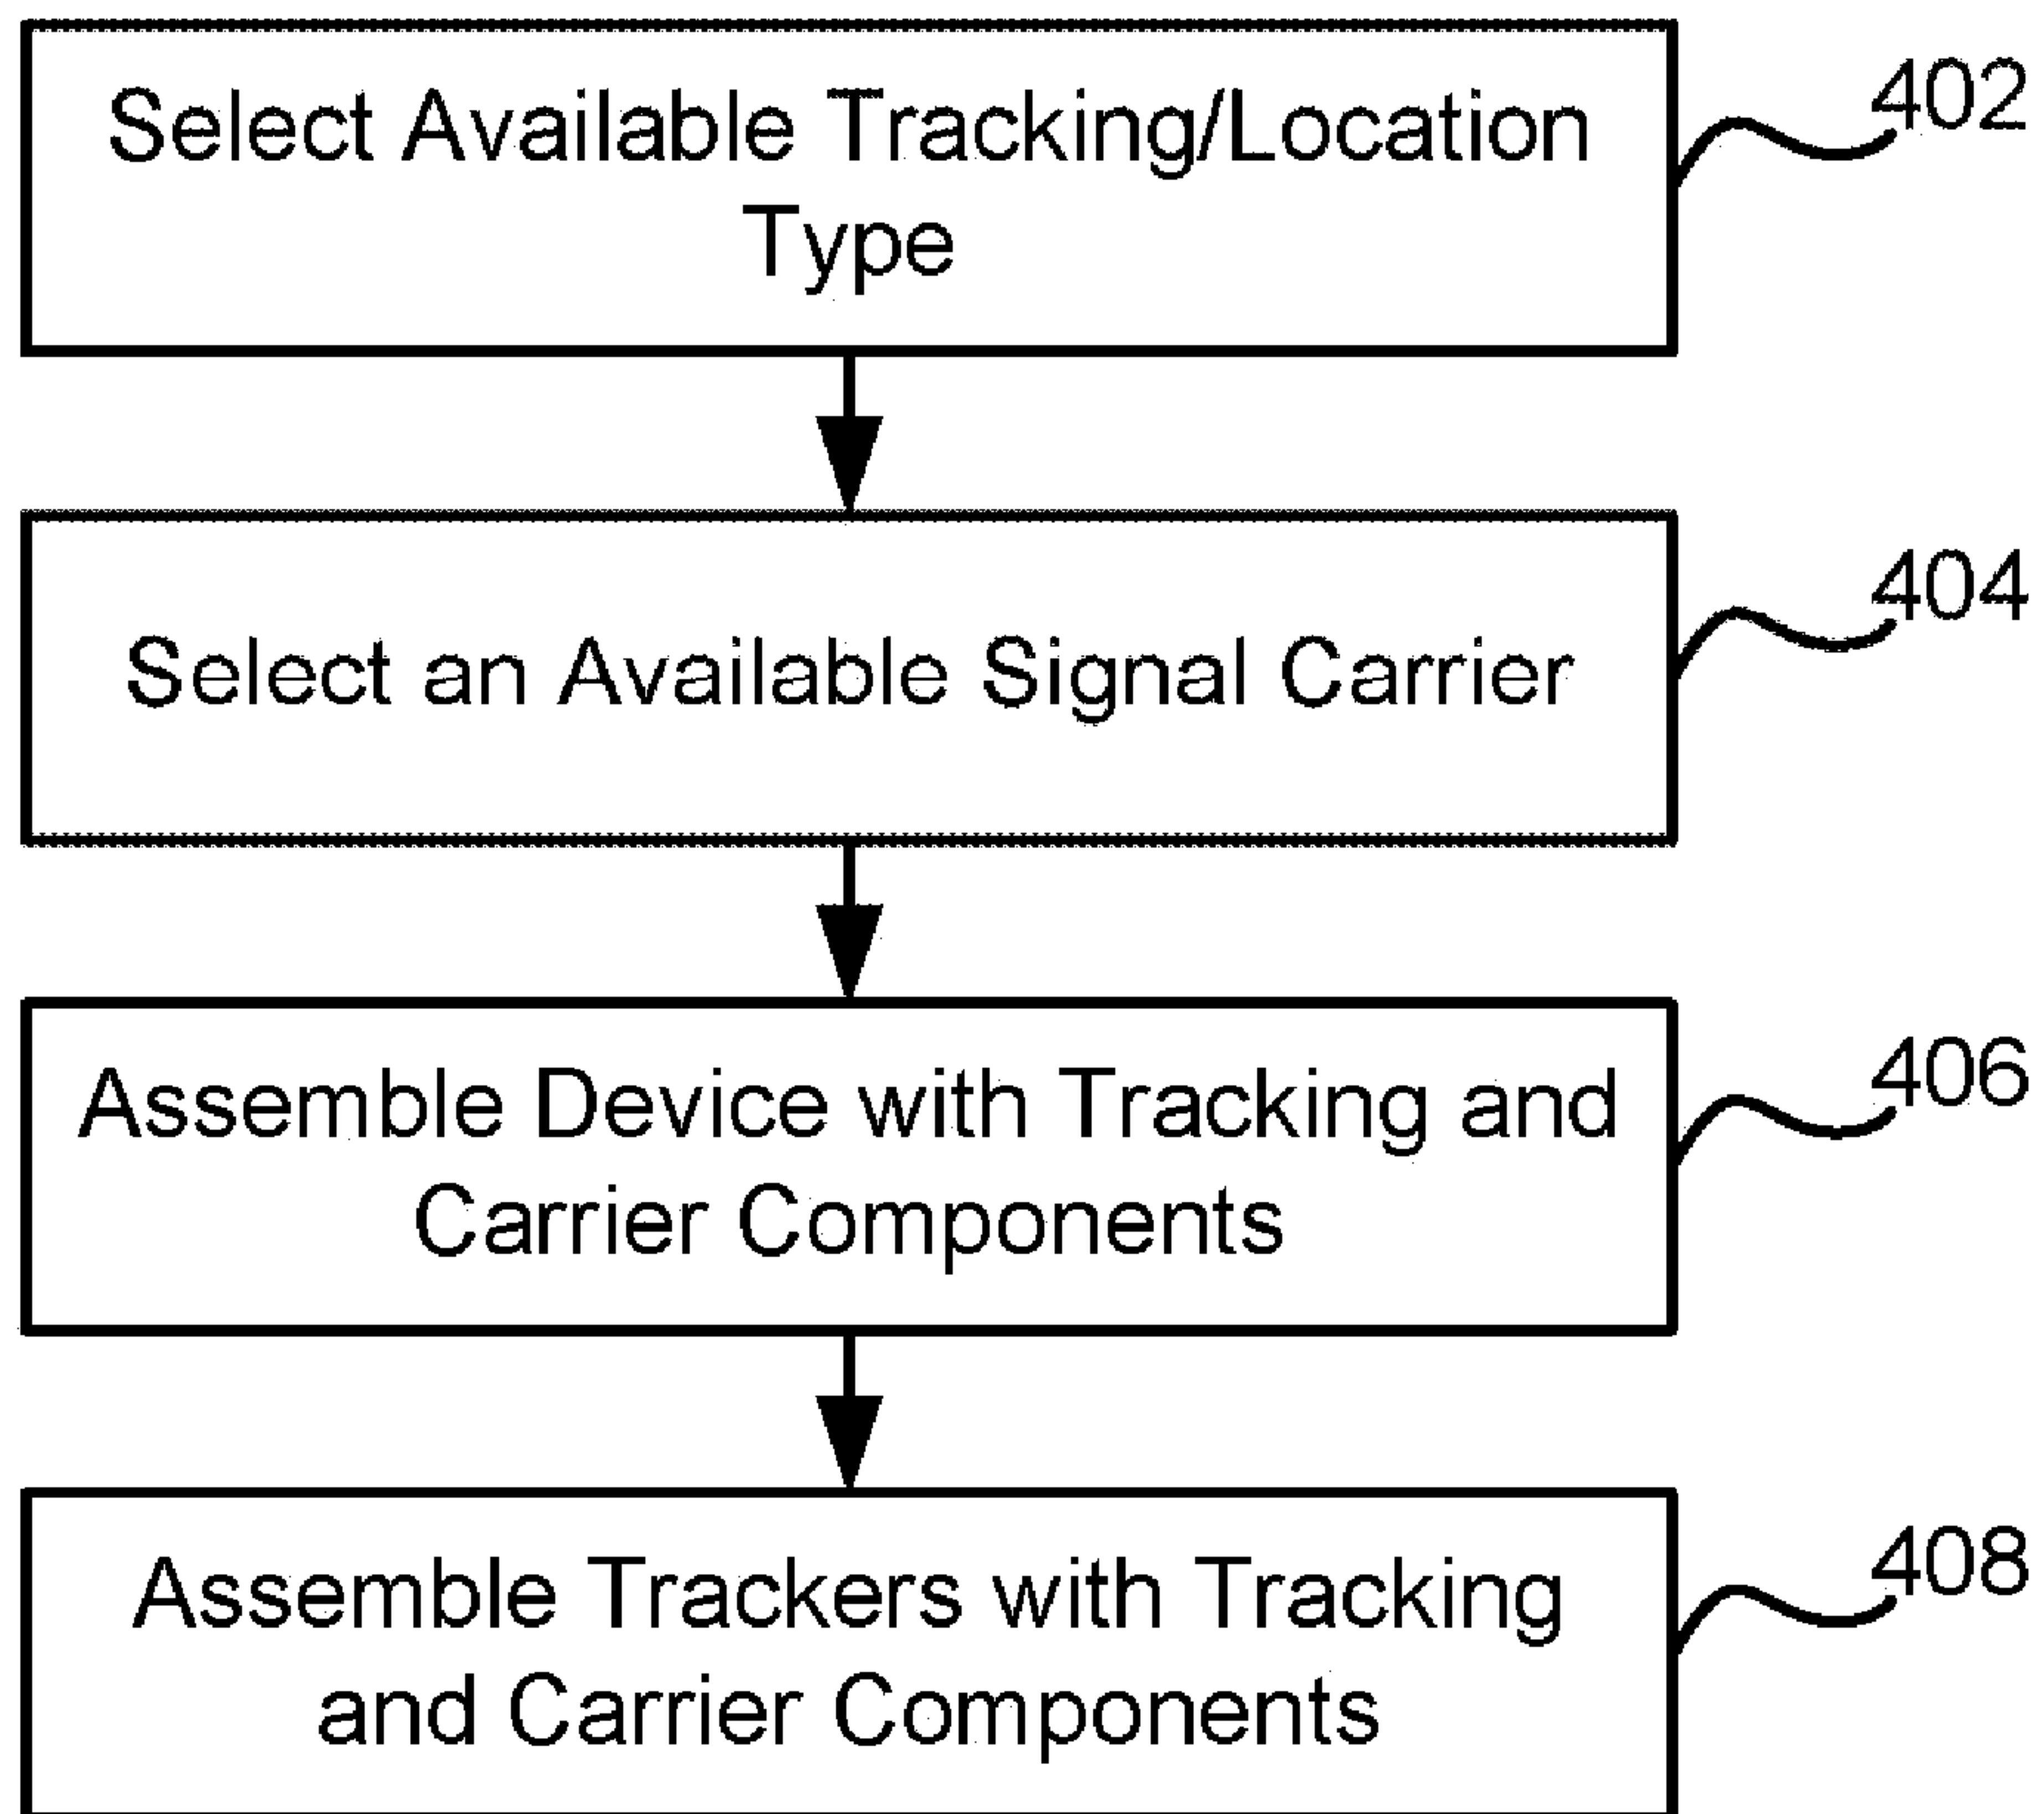 Select Available Tracking/Location
Type
402
Select an Available Signal Carrier
404
Assemble Device with Tracking and
Carrier Components
406
Assemble Trackers with Tracking
and Carrier Components
408